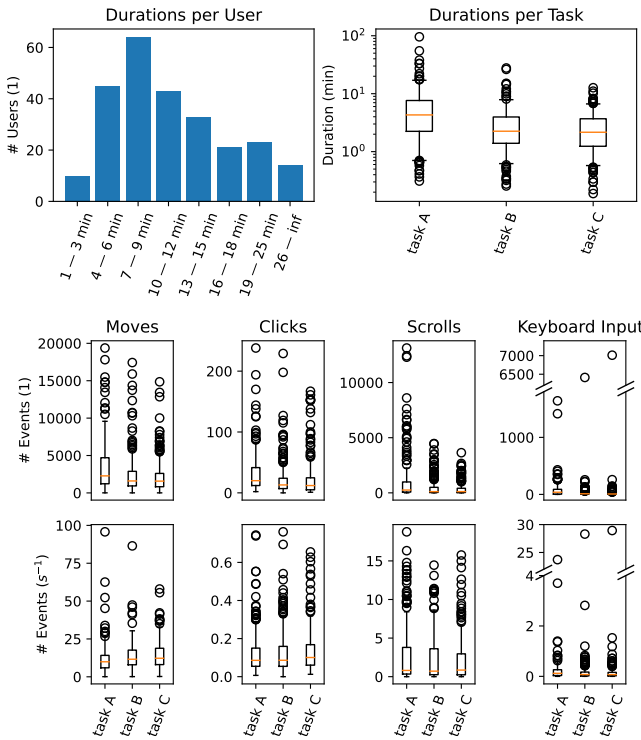 Durations per User
# Users (1)
60
40
20
0
1 — 3 min
4 — 6 min
7 — 9 min
10 — 12 min
13 — 15 min
16 — 18 min
19 — 25 min
26 — inf
Durations per Task
Duration (min)
10²
10¹
10⁰
task A
task B
task C
Moves
# Events (1)
20000
15000
10000
5000
0
Clicks
200
100
0
Scrolls
10000
5000
0
Keyboard Input
7000
6500
1000
0
# Events (s⁻¹)
100
75
50
25
0
task A
task B
task C
0.6
0.4
0.2
0.0
task A
task B
task C
15
10
5
0
task A
task B
task C
30
25
4
2
0
task A
task B
task C